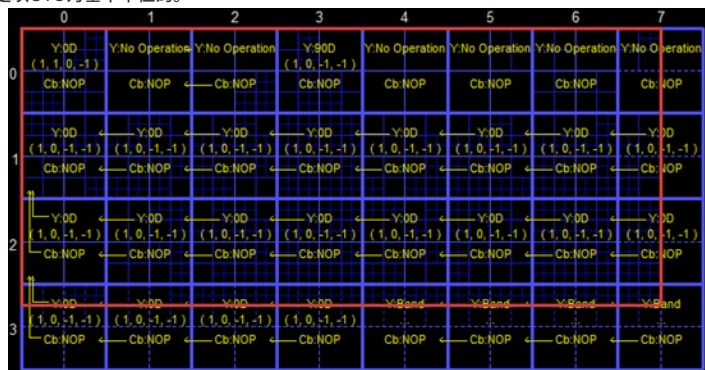 以CTU为基本单位的。
0 1 2 3 4 5 6 7
Y:0D Y:No Operation Y:No Operation Y:90D Y:No Operation Y:No Operation Y:No Operation Y:No Operation
( 1, 1, 0, -1 ) ( 1, 0, -1, -1 )
0
Cb:NOP Cb:NOP Cb:NOP Cb:NOP Cb:NOP Cb:NOP Cb:NOP Cb:NOP
Y:0D Y:0D Y:0D Y:0D Y:0D Y:0D Y:0D Y:0D
( 1, 0, -1, -1 ) ( 1, 0, -1, -1 ) ( 1, 0, -1, -1 ) ( 1, 0, -1, -1 ) ( 1, 0, -1, -1 ) ( 1, 0, -1, -1 ) ( 1, 0, -1, -1 ) ( 1, 0, -1, -1 )
1
Cb:NOP Cb:NOP Cb:NOP Cb:NOP Cb:NOP Cb:NOP Cb:NOP Cb:NOP
Y:0D Y:0D Y:0D Y:0D Y:0D Y:0D Y:0D Y:0D
( 1, 0, -1, -1 ) ( 1, 0, -1, -1 ) ( 1, 0, -1, -1 ) ( 1, 0, -1, -1 ) ( 1, 0, -1, -1 ) ( 1, 0, -1, -1 ) ( 1, 0, -1, -1 ) ( 1, 0, -1, -1 )
2
Cb:NOP Cb:NOP Cb:NOP Cb:NOP Cb:NOP Cb:NOP Cb:NOP Cb:NOP
Y:0D Y:0D Y:0D Y:0D Y:Band Y:Band Y:Band Y:Band
( 1, 0, -1, -1 ) ( 1, 0, -1, -1 ) ( 1, 0, -1, -1 ) ( 1, 0, -1, -1 )
3
Cb:NOP Cb:NOP Cb:NOP Cb:NOP Cb:NOP Cb:NOP Cb:NOP Cb:NOP